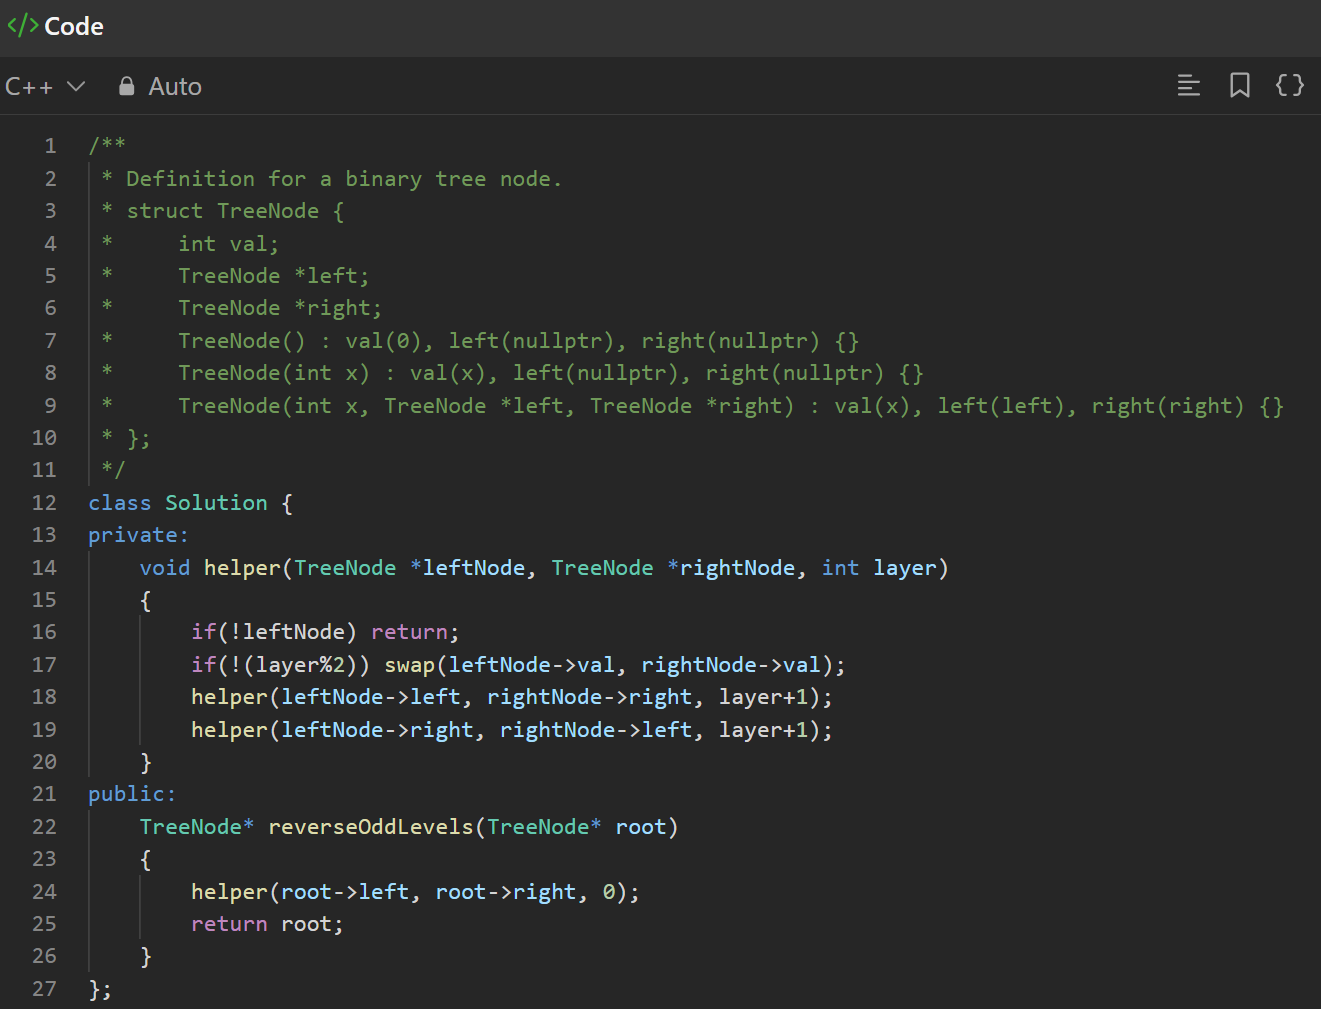 </> Code
C++ Auto
1 /**
2  * Definition for a binary tree node.
3  * struct TreeNode {
4  *     int val;
5  *     TreeNode *left;
6  *     TreeNode *right;
7  *     TreeNode() : val(0), left(nullptr), right(nullptr) {}
8  *     TreeNode(int x) : val(x), left(nullptr), right(nullptr) {}
9  *     TreeNode(int x, TreeNode *left, TreeNode *right) : val(x), left(left), right(right) {}
10  * };
11  */
12 class Solution {
13 private:
14     void helper(TreeNode *leftNode, TreeNode *rightNode, int layer)
15     {
16         if(!leftNode) return;
17         if(!(layer%2)) swap(leftNode->val, rightNode->val);
18         helper(leftNode->left, rightNode->right, layer+1);
19         helper(leftNode->right, rightNode->left, layer+1);
20     }
21 public:
22     TreeNode* reverseOddLevels(TreeNode* root)
23     {
24         helper(root->left, root->right, 0);
25         return root;
26     }
27 };